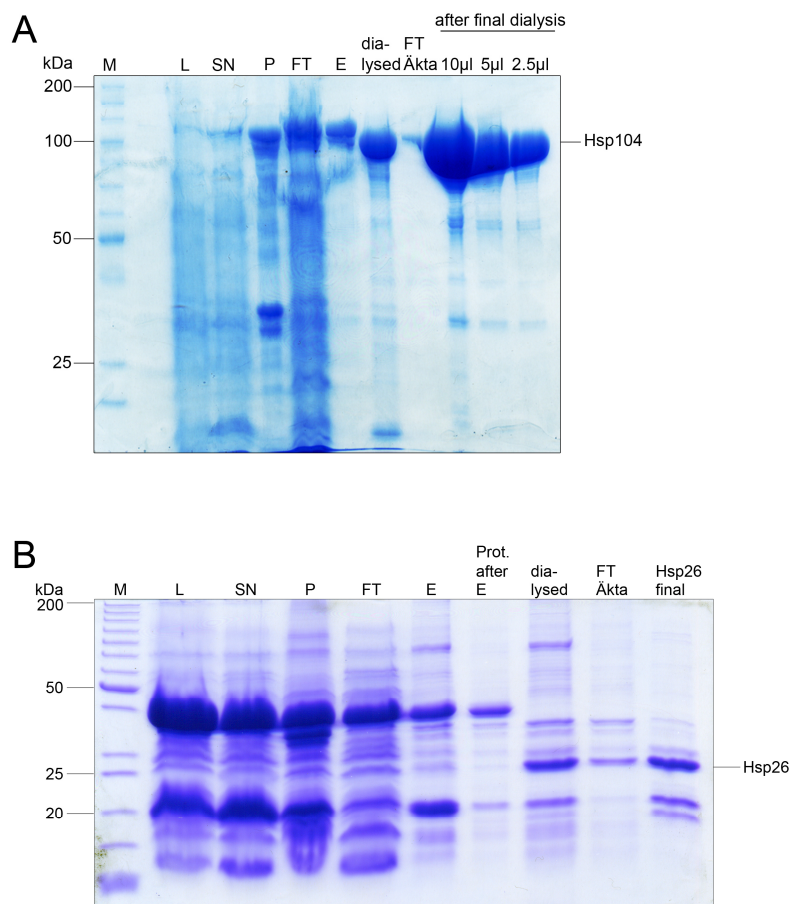 A
after final dialysis
kDa M L SN P FT E dia-
lysed FT
Äkta 10µl 5µl 2.5µl
200
100
Hsp104
50
25
B
kDa M L SN P FT E Prot.
after
E dia-
lysed FT
Äkta Hsp26
final
200
50
25
Hsp26
20